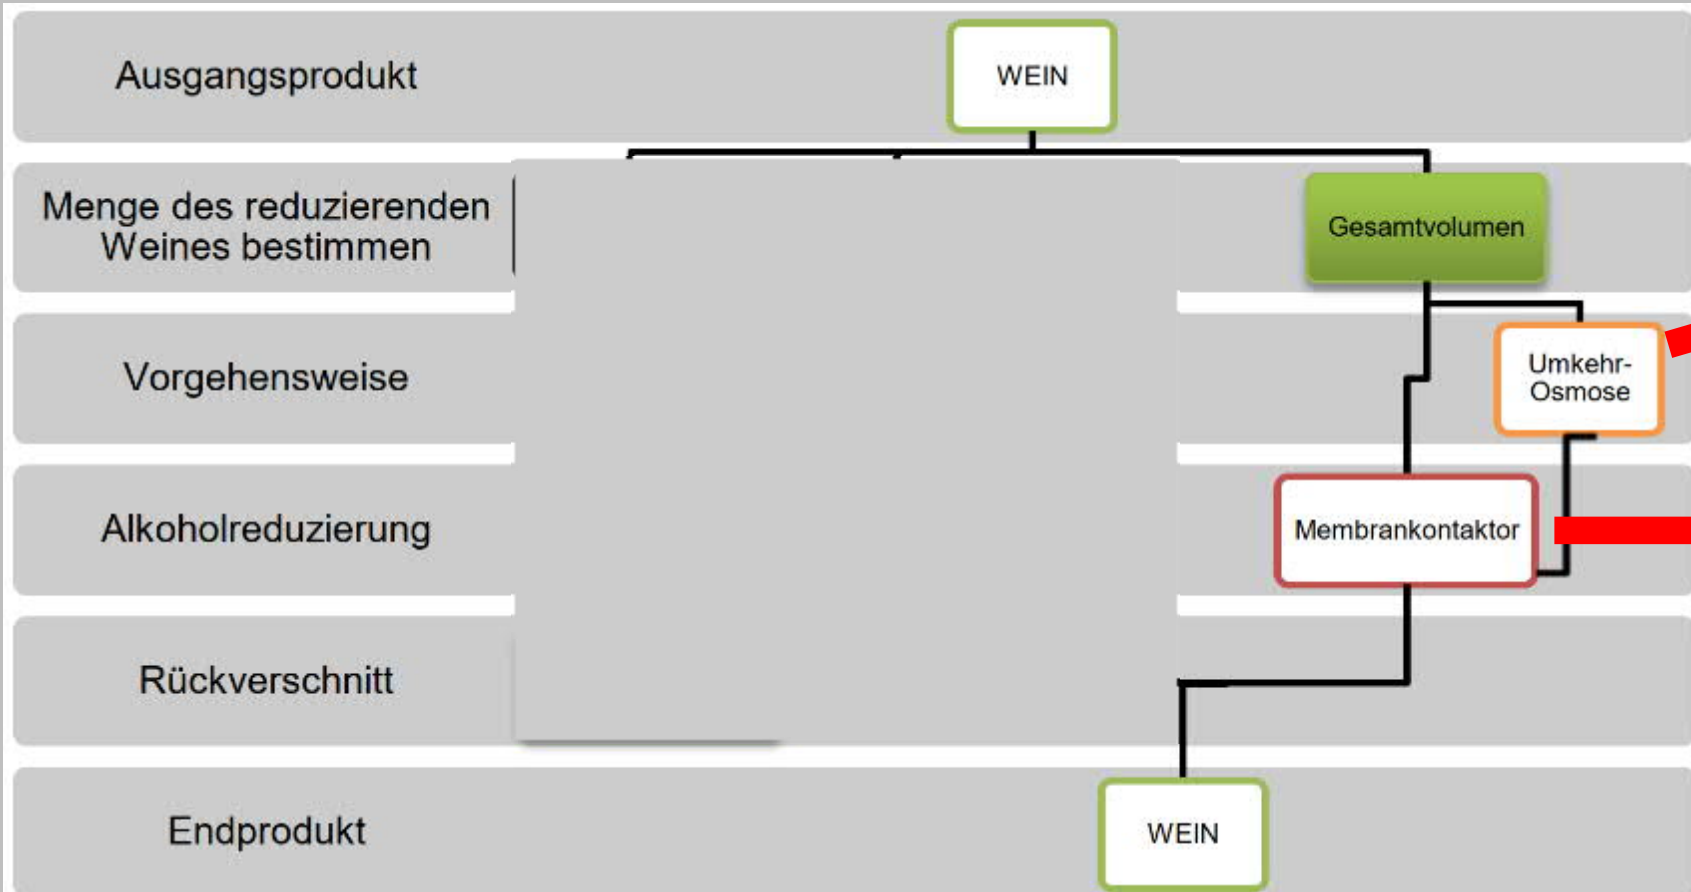 Ausgangsprodukt
WEIN
Menge des reduzierenden
Weines bestimmen
Gesamtvolumen
Vorgehensweise
Umkehr-
Osmose
Alkoholreduzierung
Membrankontaktor
Rückverschnitt
Endprodukt
WEIN